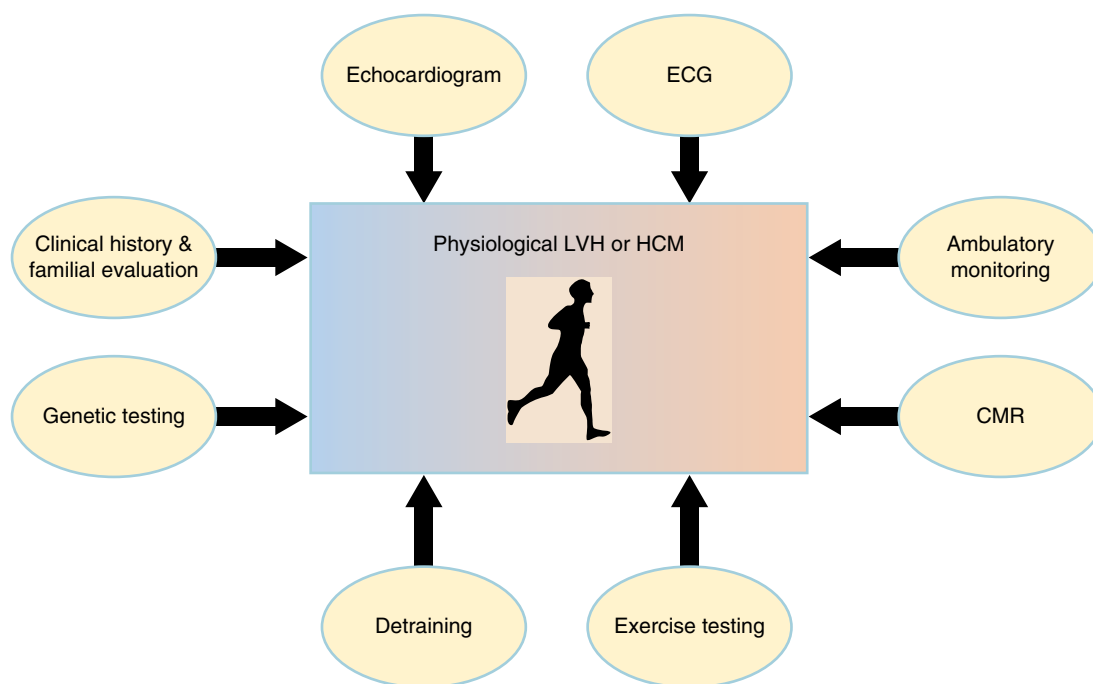 Echocardiogram
ECG
Clinical history &
familial evaluation
Physiological LVH or HCM
Ambulatory
monitoring
Genetic testing
CMR
Detraining
Exercise testing